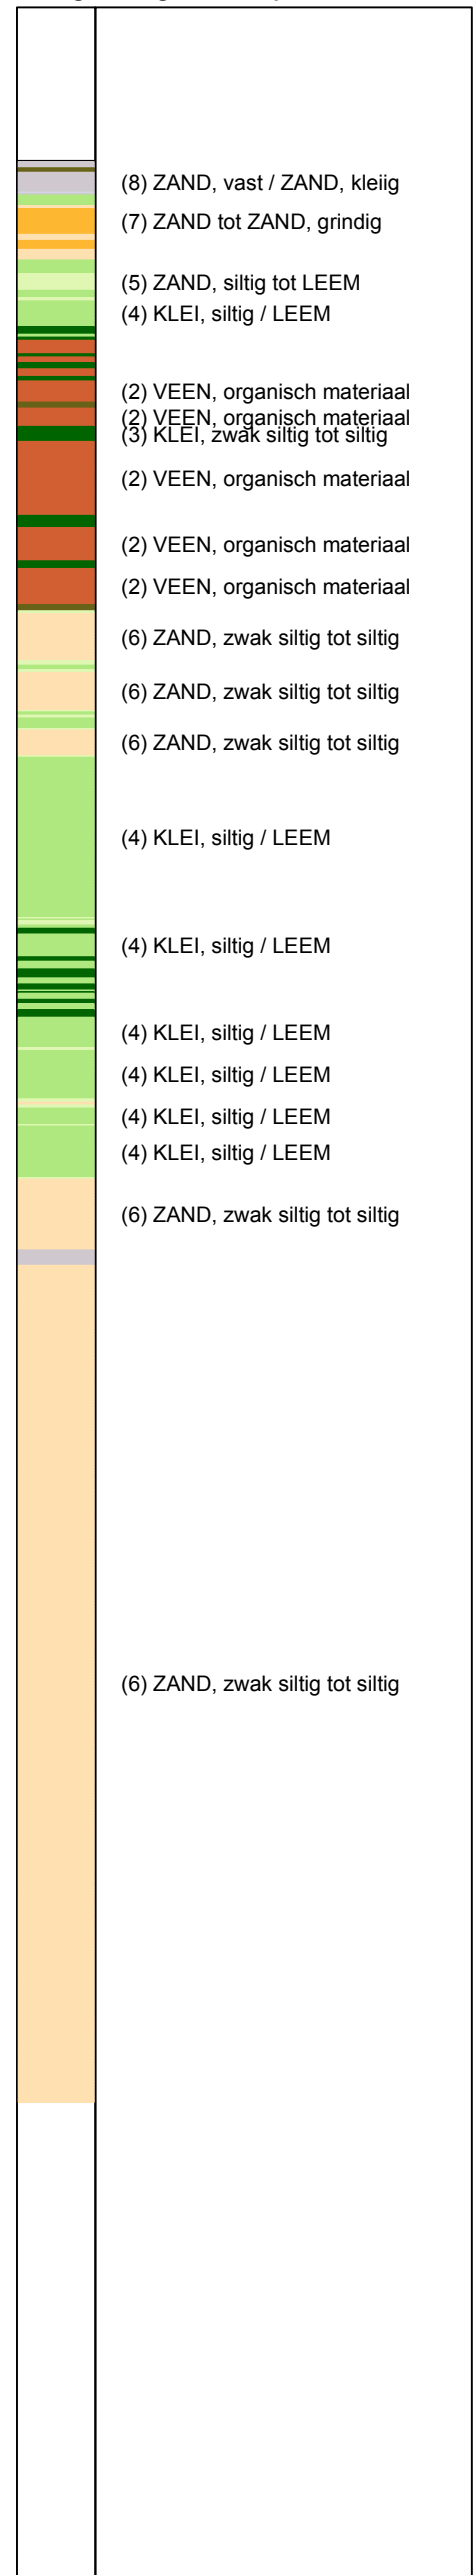 (8) ZAND, vast / ZAND, kleiig
(7) ZAND tot ZAND, grindig
(5) ZAND, siltig tot LEEM
(4) KLEI, siltig / LEEM
(2) VEEN, organisch materiaal
(2) VEEN, organisch materiaal
(3) KLEI, zwak siltig tot siltig
(2) VEEN, organisch materiaal
(2) VEEN, organisch materiaal
(2) VEEN, organisch materiaal
(6) ZAND, zwak siltig tot siltig
(6) ZAND, zwak siltig tot siltig
(6) ZAND, zwak siltig tot siltig
(4) KLEI, siltig / LEEM
(4) KLEI, siltig / LEEM
(4) KLEI, siltig / LEEM
(4) KLEI, siltig / LEEM
(4) KLEI, siltig / LEEM
(4) KLEI, siltig / LEEM
(6) ZAND, zwak siltig tot siltig
(6) ZAND, zwak siltig tot siltig